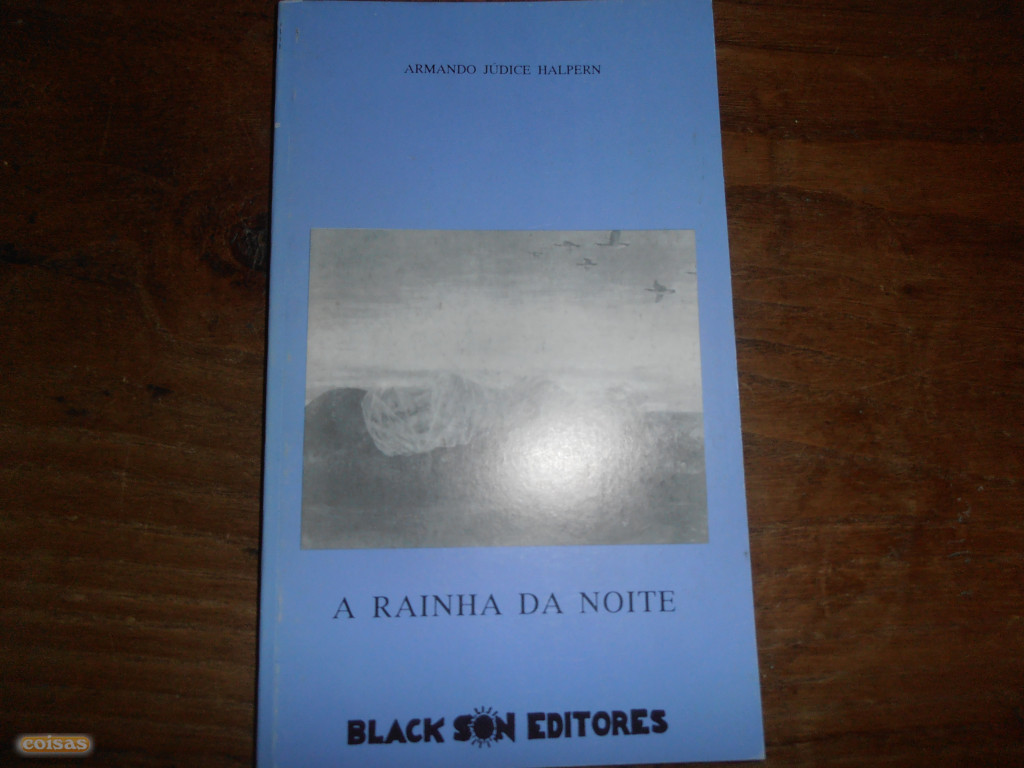 ARMANDO JÚDICE HALPERN
A RAINHA DA NOITE
BLACK SON EDITORES
coisas